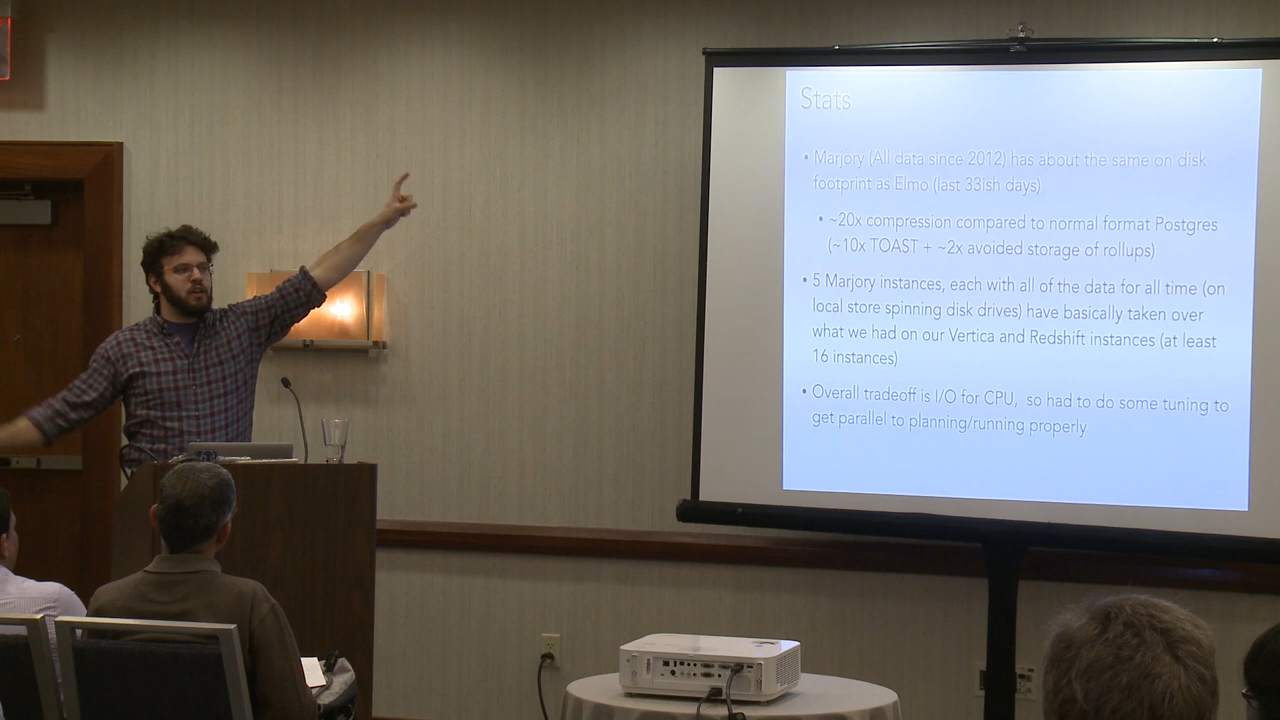 Stats
• Marjory (All data since 2012) has about the same on disk
footprint as Elmo (last 33ish days)
• ~20x compression compared to normal format Postgres
(~10x TOAST + ~2x avoided storage of rollups)
• 5 Marjory instances, each with all of the data for all time (on
local store spinning disk drives) have basically taken over
what we had on our Vertica and Redshift instances (at least
16 instances)
• Overall tradeoff is I/O for CPU, so had to do some tuning to
get parallel to planning/running properly